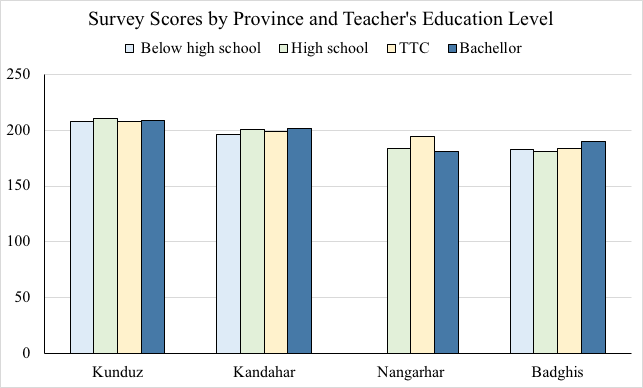 Survey Scores by Province and Teacher's Education Level
Below high school High school TTC Bachellor
250
200
150
100
50
0
Kunduz Kandahar Nangarhar Badghis